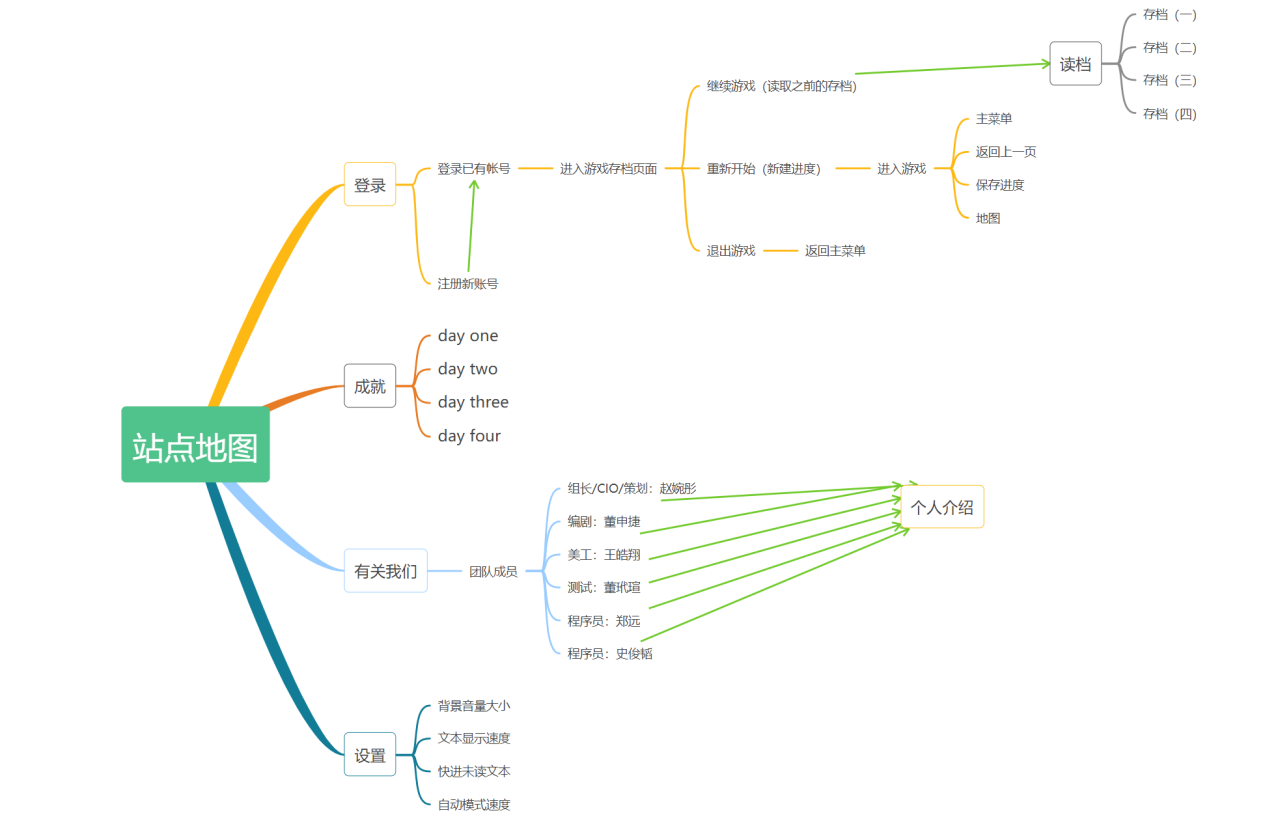 站点地图
登录
登录已有帐号
进入游戏存档页面
继续游戏（读取之前的存档)
读档
存档（一）
存档（二）
存档（三）
存档（四）
重新开始（新建进度）
进入游戏
主菜单
返回上一页
保存进度
地图
退出游戏
返回主菜单
注册新账号
成就
day one
day two
day three
day four
有关我们
团队成员
组长/CIO/策划：赵婉彤
编剧：董申捷
美工：王皓翔
测试：董玳瑄
程序员：郑远
程序员：史俊韬
个人介绍
设置
背景音量大小
文本显示速度
快进未读文本
自动模式速度